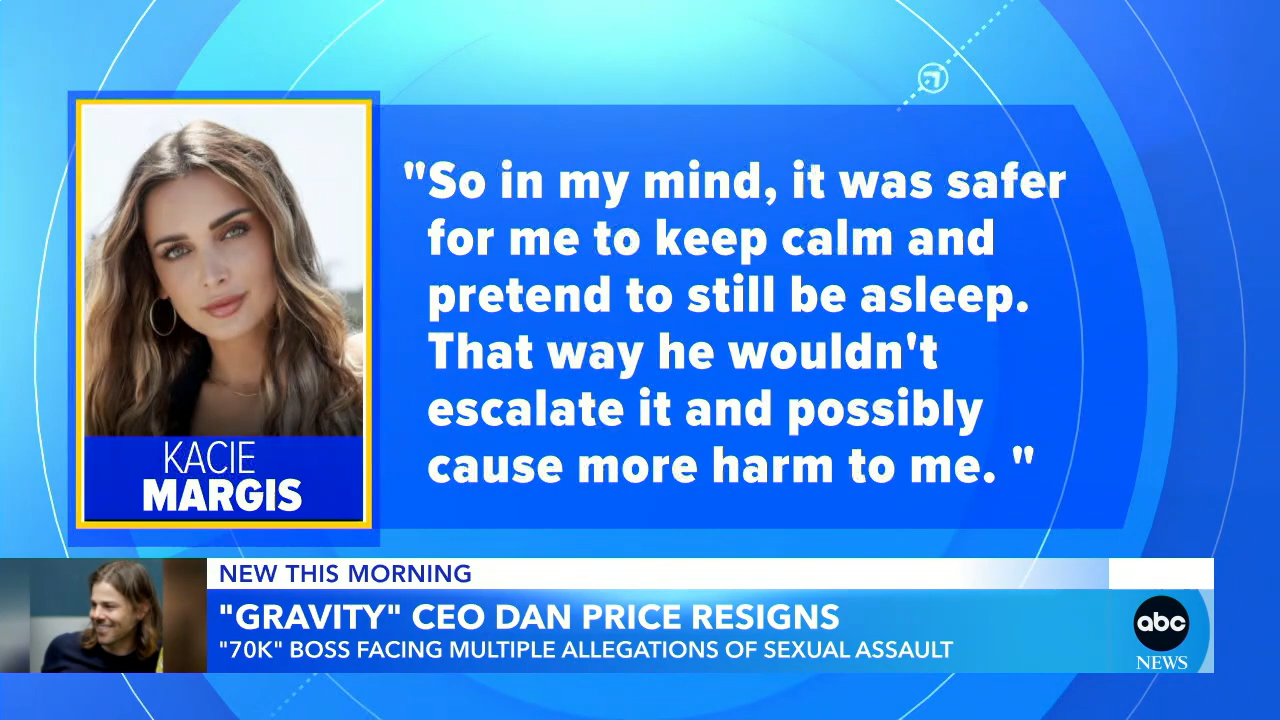 "So in my mind, it was safer
for me to keep calm and
pretend to still be asleep.
That way he wouldn't
escalate it and possibly
cause more harm to me. "
KACIE
MARGIS
NEW THIS MORNING
"GRAVITY" CEO DAN PRICE RESIGNS
"70K" BOSS FACING MULTIPLE ALLEGATIONS OF SEXUAL ASSAULT
abc
NEWS